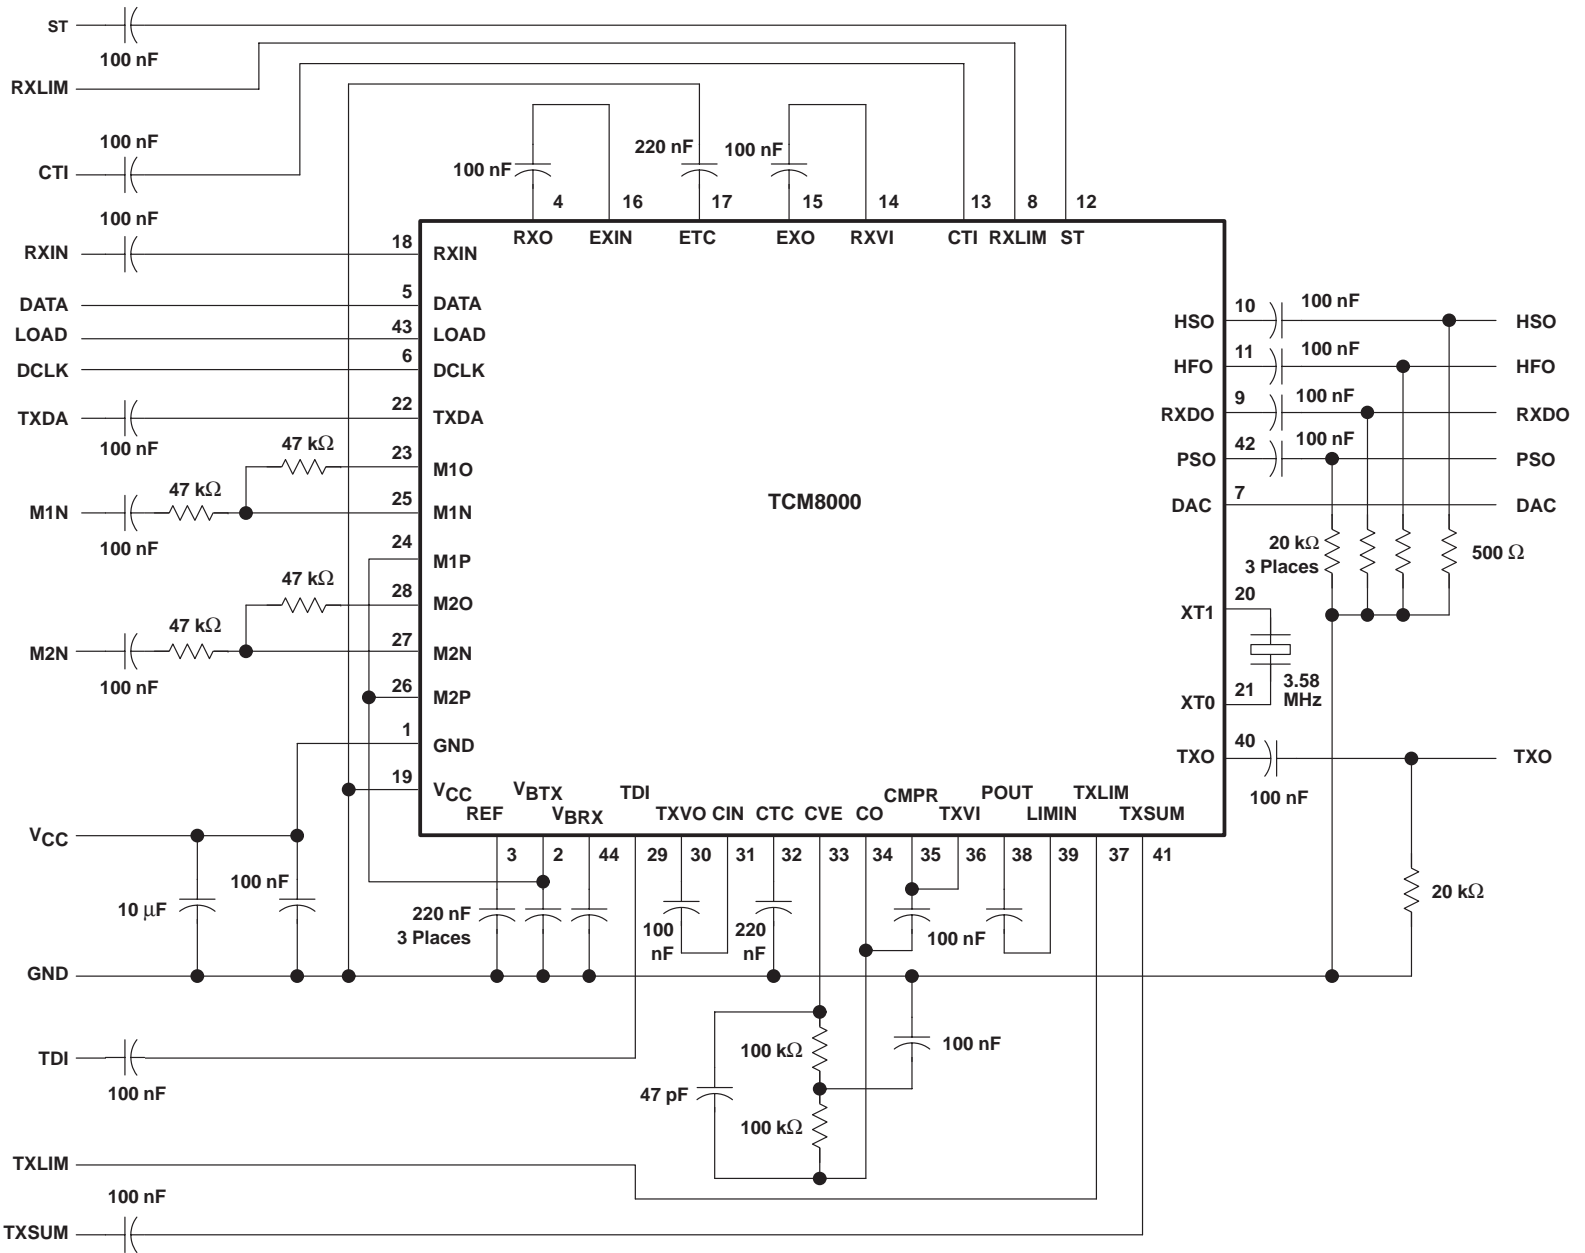 ST
100 nF
RXLIM
100 nF
CTI
100 nF
RXIN
DATA
LOAD
DCLK
TXDA
100 nF
47 kΩ
47 kΩ
M1N
100 nF
47 kΩ
47 kΩ
M2N
100 nF
VCC
10 μF
100 nF
GND
TDI
100 nF
TXLIM
100 nF
TXSUM
100 nF
220 nF
100 nF
4
16
17
15
14
13
8
12
RXO
EXIN
ETC
EXO
RXVI
CTI
RXLIM
ST
18
RXIN
5
DATA
43
LOAD
6
DCLK
22
TXDA
23
M1O
25
M1N
24
M1P
28
M2O
27
M2N
26
M2P
1
GND
19
VCC
TCM8000
10
HSO
100 nF
HSO
11
HFO
100 nF
HFO
9
RXDO
100 nF
RXDO
42
PSO
100 nF
PSO
7
DAC
DAC
20 kΩ
3 Places
500 Ω
20
XT1
3.58
MHz
21
XT0
40
TXO
100 nF
TXO
20 kΩ
REF
VBTX
VBRX
TDI
TXVO
CIN
CTC
CVE
CO
CMPR
TXVI
POUT
LIMIN
TXLIM
TXSUM
3
2
44
29
30
31
32
33
34
35
36
38
39
37
41
220 nF
3 Places
100
nF
220
nF
100 nF
100 kΩ
100 nF
47 pF
100 kΩ